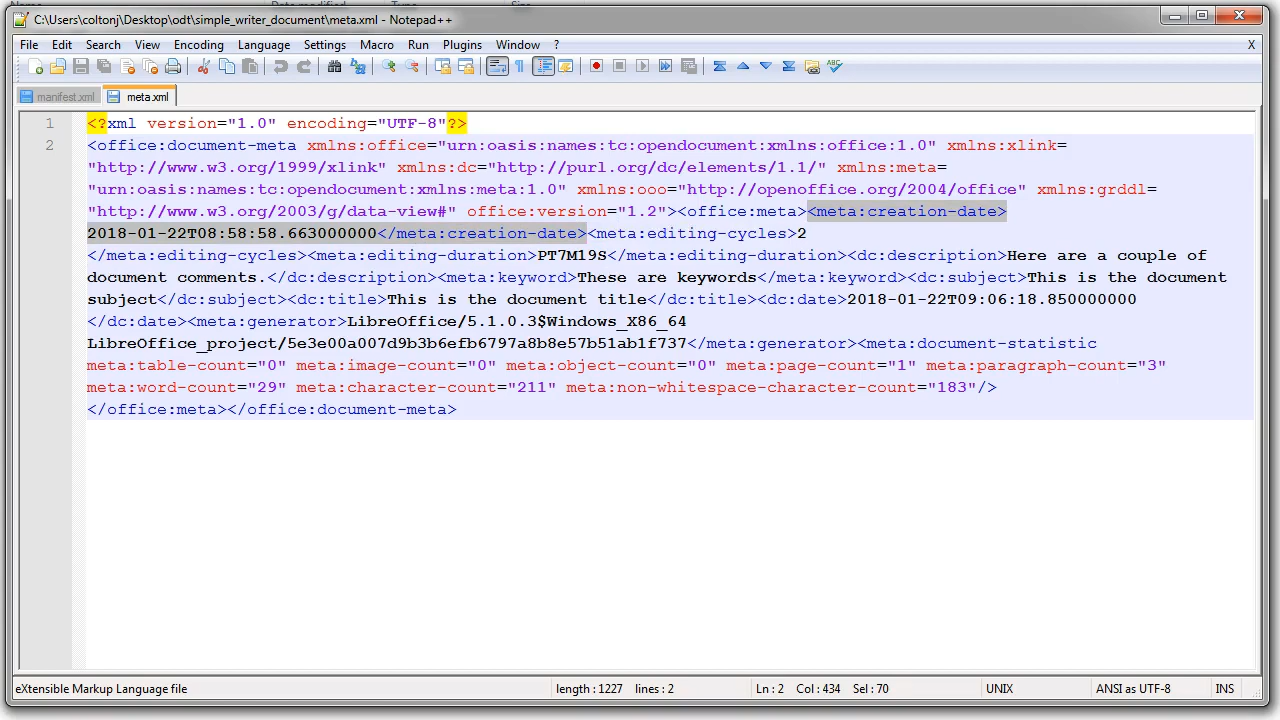 Name Date modified Type Size
C:\Users\coltonj\Desktop\odt\simple_writer_document\meta.xml - Notepad++
File Edit Search View Encoding Language Settings Macro Run Plugins Window ? X
manifest.xml meta.xml
1 <?xml version="1.0" encoding="UTF-8"?>
2 <office:document-meta xmlns:office="urn:oasis:names:tc:opendocument:xmlns:office:1.0" xmlns:xlink=
"http://www.w3.org/1999/xlink" xmlns:dc="http://purl.org/dc/elements/1.1/" xmlns:meta=
"urn:oasis:names:tc:opendocument:xmlns:meta:1.0" xmlns:ooo="http://openoffice.org/2004/office" xmlns:grddl=
"http://www.w3.org/2003/g/data-view#" office:version="1.2"><office:meta><meta:creation-date>
2018-01-22T08:58:58.663000000</meta:creation-date><meta:editing-cycles>2
</meta:editing-cycles><meta:editing-duration>PT7M19S</meta:editing-duration><dc:description>Here are a couple of
document comments.</dc:description><meta:keyword>These are keywords</meta:keyword><dc:subject>This is the document
subject</dc:subject><dc:title>This is the document title</dc:title><dc:date>2018-01-22T09:06:18.850000000
</dc:date><meta:generator>LibreOffice/5.1.0.3$Windows_X86_64
LibreOffice_project/5e3e00a007d9b3b6efb6797a8b8e57b51ab1f737</meta:generator><meta:document-statistic
meta:table-count="0" meta:image-count="0" meta:object-count="0" meta:page-count="1" meta:paragraph-count="3"
meta:word-count="29" meta:character-count="211" meta:non-whitespace-character-count="183"/>
</office:meta></office:document-meta>
eXtensible Markup Language file length : 1227 lines : 2 Ln : 2 Col : 434 Sel : 70 UNIX ANSI as UTF-8 INS